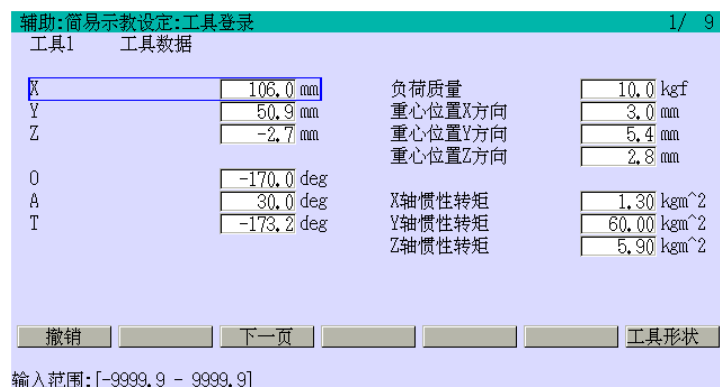 辅助:简易示教设定:工具登录 1/ 9
工具1 工具数据
X 106.0 mm 负荷质量 10.0 kgf
Y 50.9 mm 重心位置X方向 3.0 mm
Z -2.7 mm 重心位置Y方向 5.4 mm
重心位置Z方向 2.8 mm
O -170.0 deg
A 30.0 deg X轴惯性转矩 1.30 kgm^2
T -173.2 deg Y轴惯性转矩 60.00 kgm^2
Z轴惯性转矩 5.90 kgm^2
撤销 下一页 工具形状
输入范围:[-9999.9 - 9999.9]